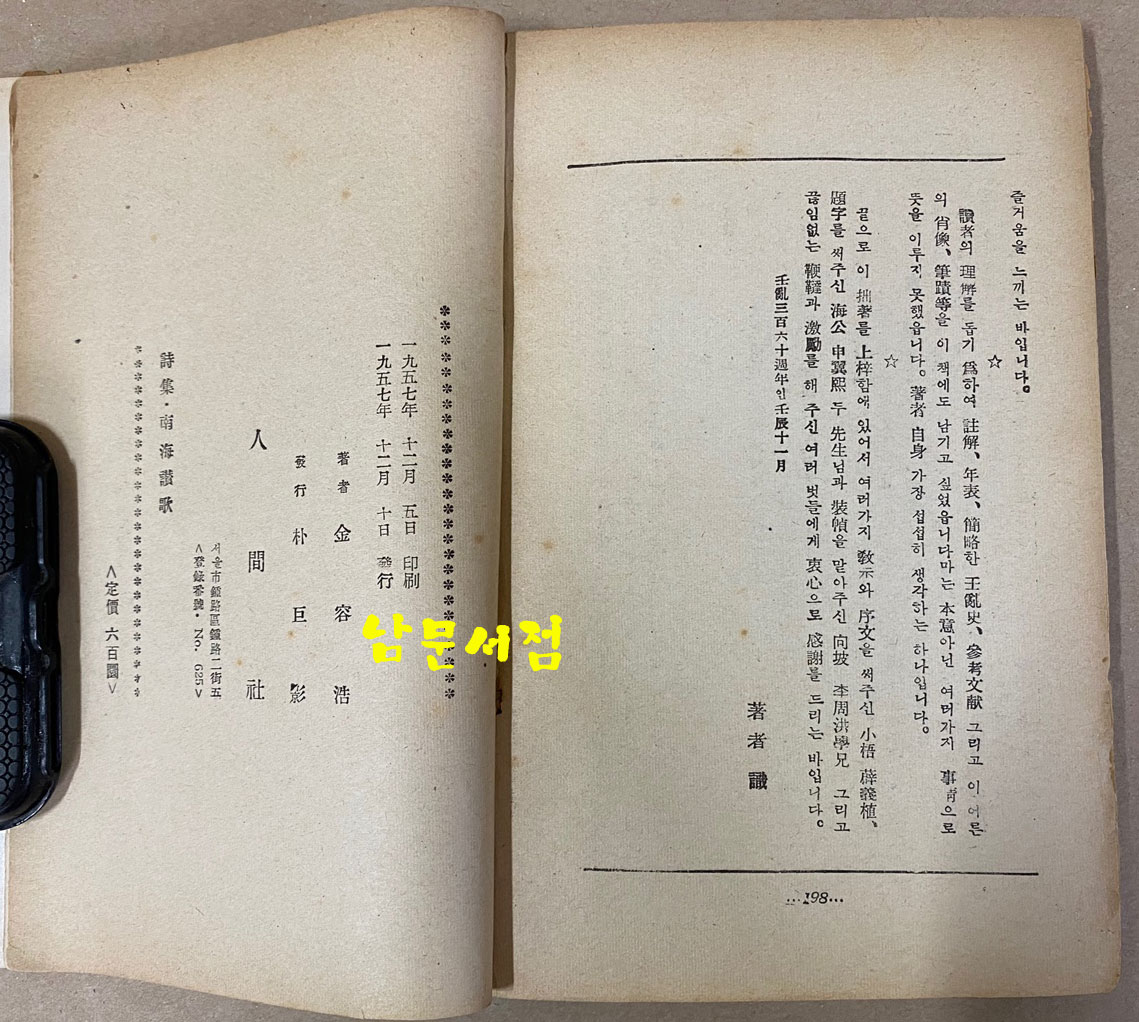 즐거움을 느끼는 바입니다。
☆
讀者의 理解를 돕기 爲하여 註解、年表、簡略한 壬亂史、參考文献 그리고 이 어른
의 肖像、筆蹟等을 이 책에도 남기고 싶었읍니다마는 本意아닌 여러가지 事情으로
뜻을 이루지 못했읍니다。著者 自身 가장 섭섭히 생각하는 하나입니다。
☆
끝으로 이 拙著를 上梓함에 있어서 여러가지 敎示와 序文을 써주신 小梧 薛義植、
題字를 써주신 海公 申翼熙 두 先生님과 裝幀을 맡아주신 向坡 李周洪學兄 그리고
끊임없는 鞭韃과 激勵를 해 주신 여러 벗들에게 衷心으로 感謝를 드리는 바입니다。
壬亂三百六十週年인 壬辰十一月
著者 識
…198…
一九五七年 十二月 五日 印刷
一九五七年 十二月 十日 發行
著者 金容浩
發行 朴巨影
人間社
서울市鐘路區鐘路二街五
<登錄番號・No. 625>
詩集・南海讃歌
<定價 六百圜>
남문서점